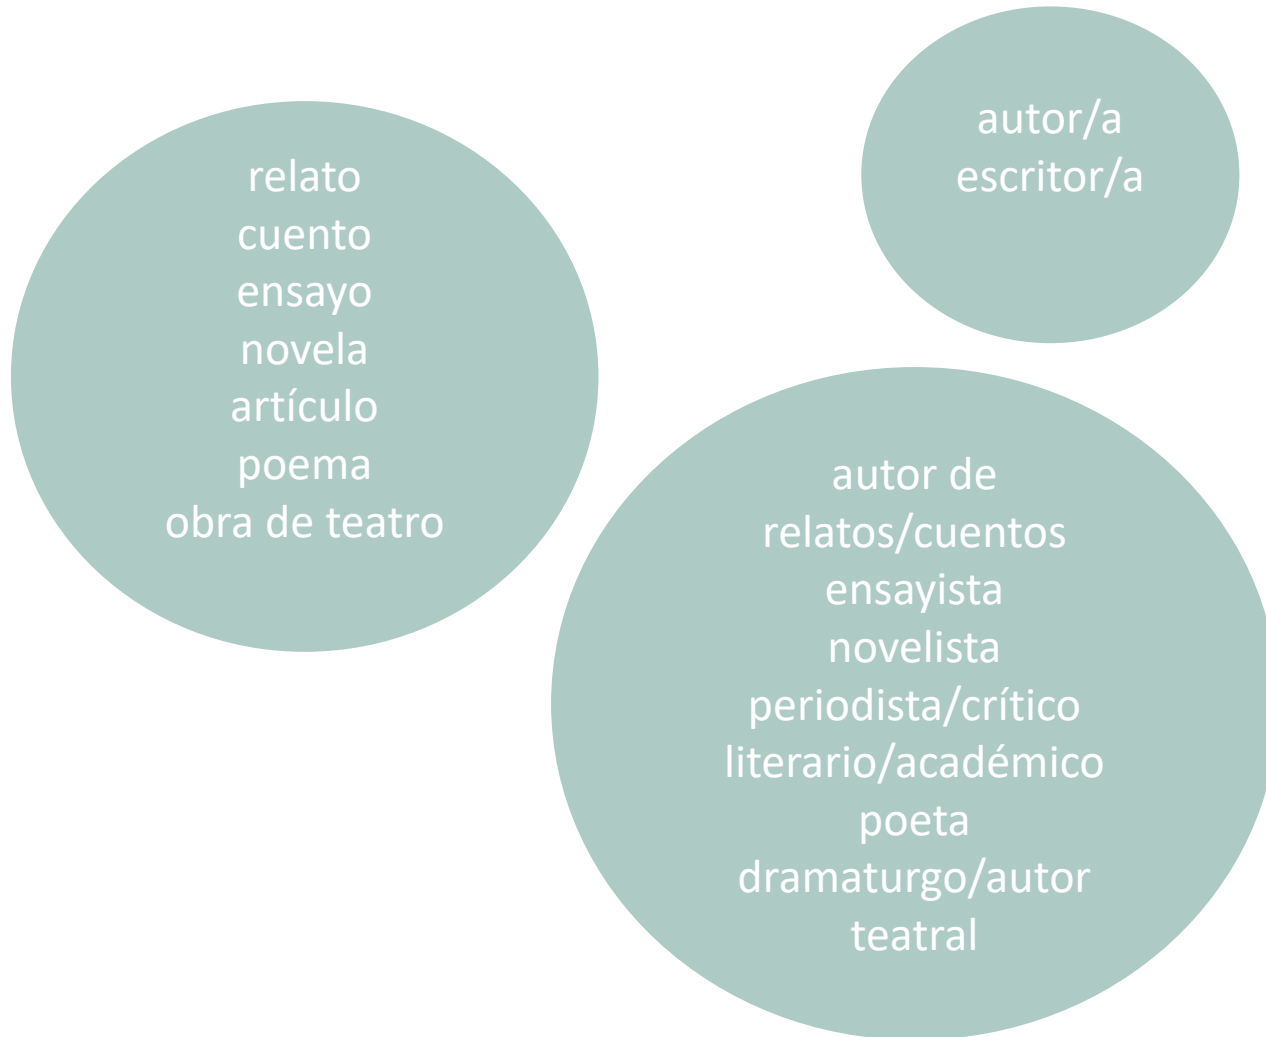 relato
cuento
ensayo
novela
artículo
poema
obra de teatro
autor/a
escritor/a
autor de
relatos/cuentos
ensayista
novelista
periodista/crítico
literario/académico
poeta
dramaturgo/autor
teatral